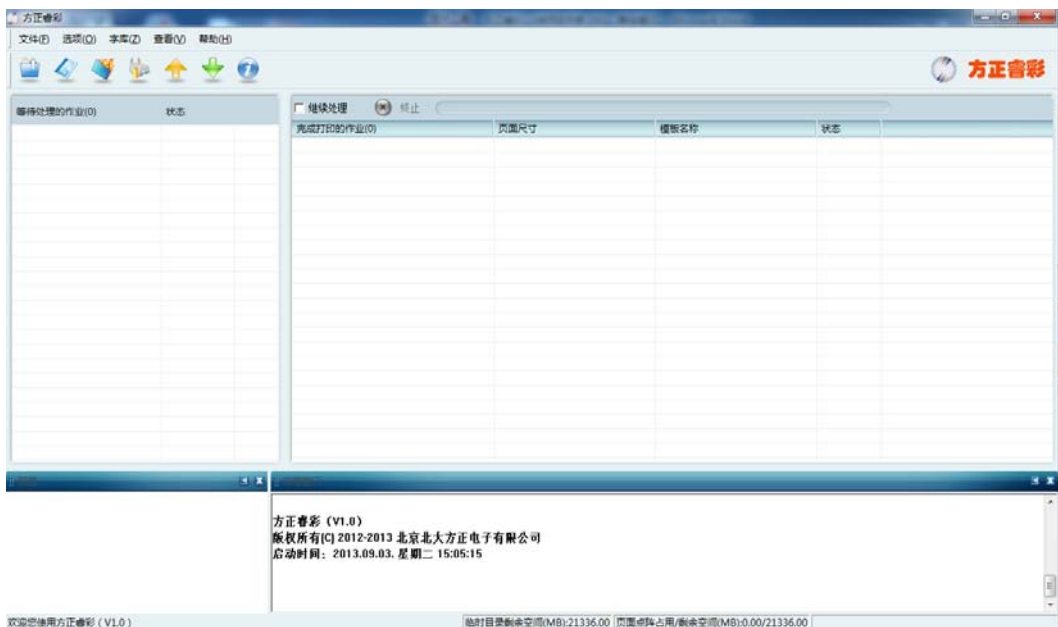 方正睿彩
文件(F) 选项(O) 字库(Z) 查看(V) 帮助(H)
方正睿彩
等待处理的作业(0) 状态
继续处理 终止
完成打印的作业(0) 页面尺寸 模板名称 状态
方正睿彩（V1.0）
版权所有[C] 2012-2013 北京北大方正电子有限公司
启动时间：2013.09.03. 星期二 15:05:15
欢迎您使用方正睿彩（V1.0） 临时目录剩余空间(MB):21336.00 页面点阵占用/剩余空间(MB):0.00/21336.00